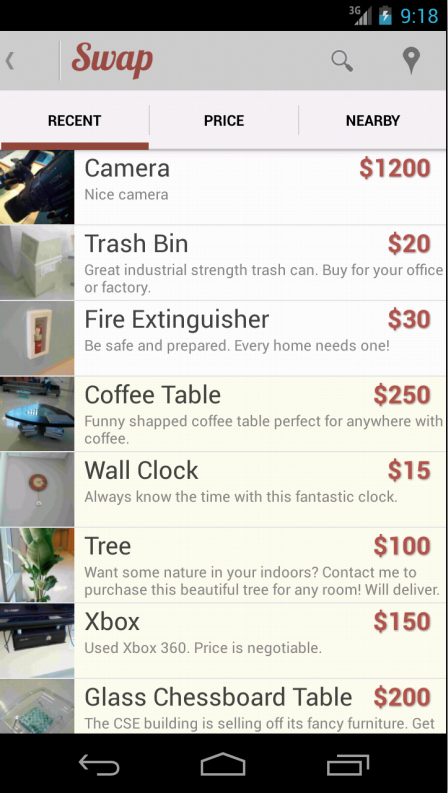 3G 9:18
Swap
RECENT PRICE NEARBY
Camera $1200
Nice camera
Trash Bin $20
Great industrial strength trash can. Buy for your office
or factory.
Fire Extinguisher $30
Be safe and prepared. Every home needs one!
Coffee Table $250
Funny shapped coffee table perfect for anywhere with
coffee.
Wall Clock $15
Always know the time with this fantastic clock.
Tree $100
Want some nature in your indoors? Contact me to
purchase this beautiful tree for any room! Will deliver.
Xbox $150
Used Xbox 360. Price is negotiable.
Glass Chessboard Table $200
The CSE building is selling off its fancy furniture. Get